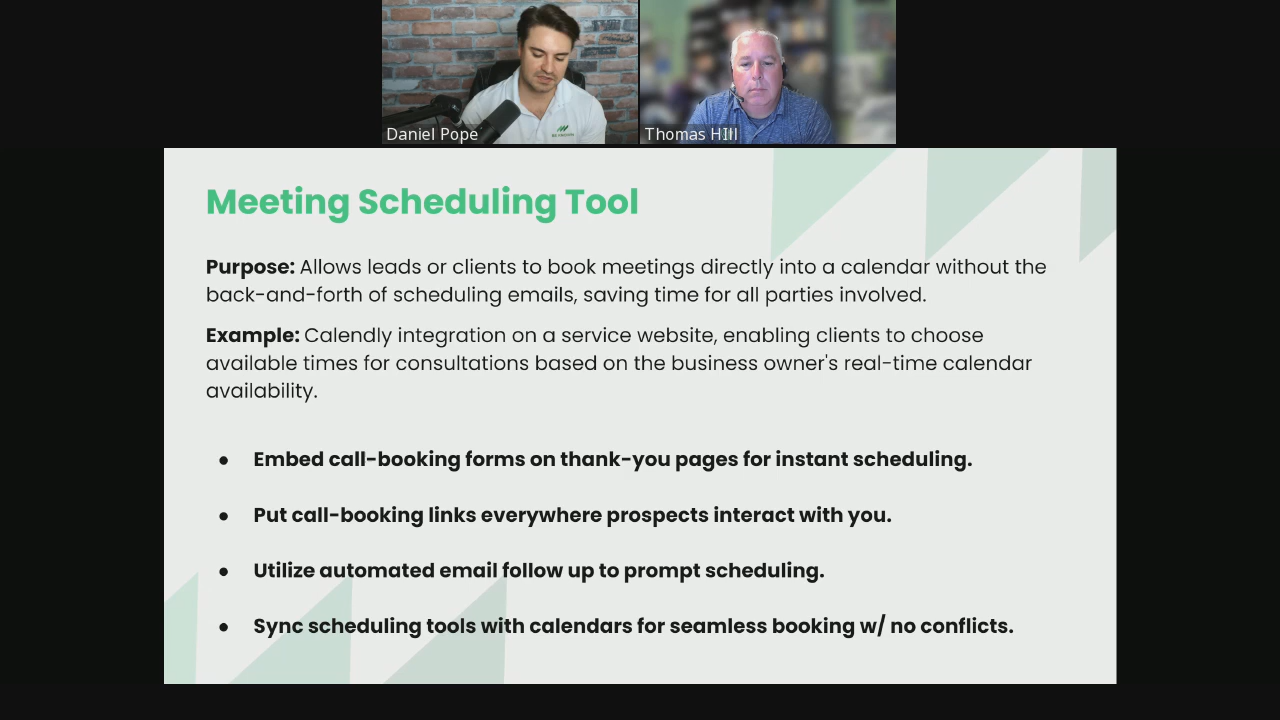 Daniel Pope
Thomas HIll
Meeting Scheduling Tool
Purpose: Allows leads or clients to book meetings directly into a calendar without the
back-and-forth of scheduling emails, saving time for all parties involved.
Example: Calendly integration on a service website, enabling clients to choose
available times for consultations based on the business owner's real-time calendar
availability.
● Embed call-booking forms on thank-you pages for instant scheduling.
● Put call-booking links everywhere prospects interact with you.
● Utilize automated email follow up to prompt scheduling.
● Sync scheduling tools with calendars for seamless booking w/ no conflicts.